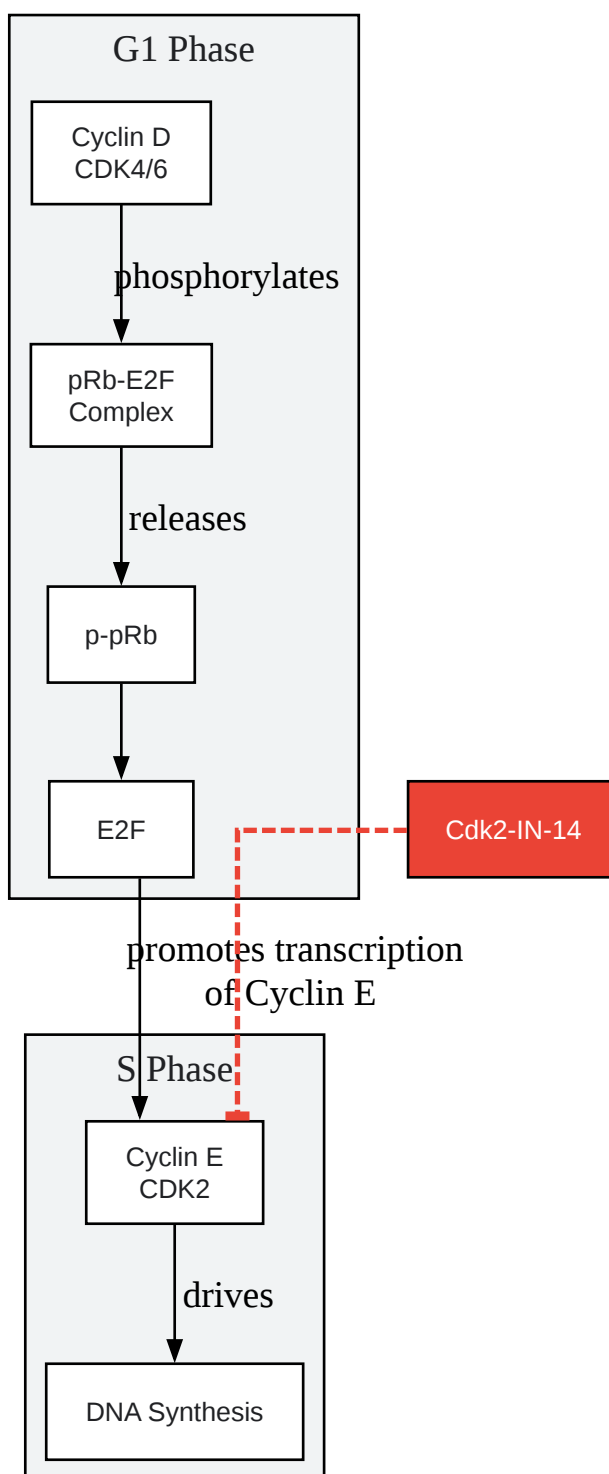 G1 Phase
Cyclin D
CDK4/6
phosphorylates
pRb-E2F
Complex
releases
p-pRb
E2F
Cdk2-IN-14
promotes transcription
of Cyclin E
S Phase
Cyclin E
CDK2
drives
DNA Synthesis